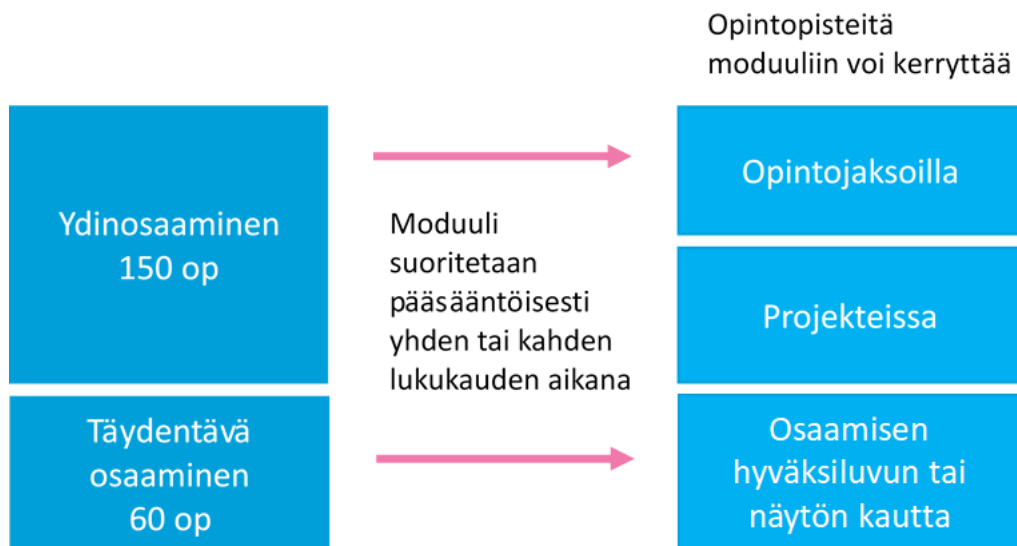 Opintopisteitä
moduuliin voi kerryttää
Ydinosaaminen
150 op
Täydentävä
osaaminen
60 op
Moduuli
suoritetaan
pääsääntöisesti
yhden tai kahden
lukukauden aikana
Opintojaksoilla
Projekteissa
Osaamisen
hyväksiluvun tai
näytön kautta